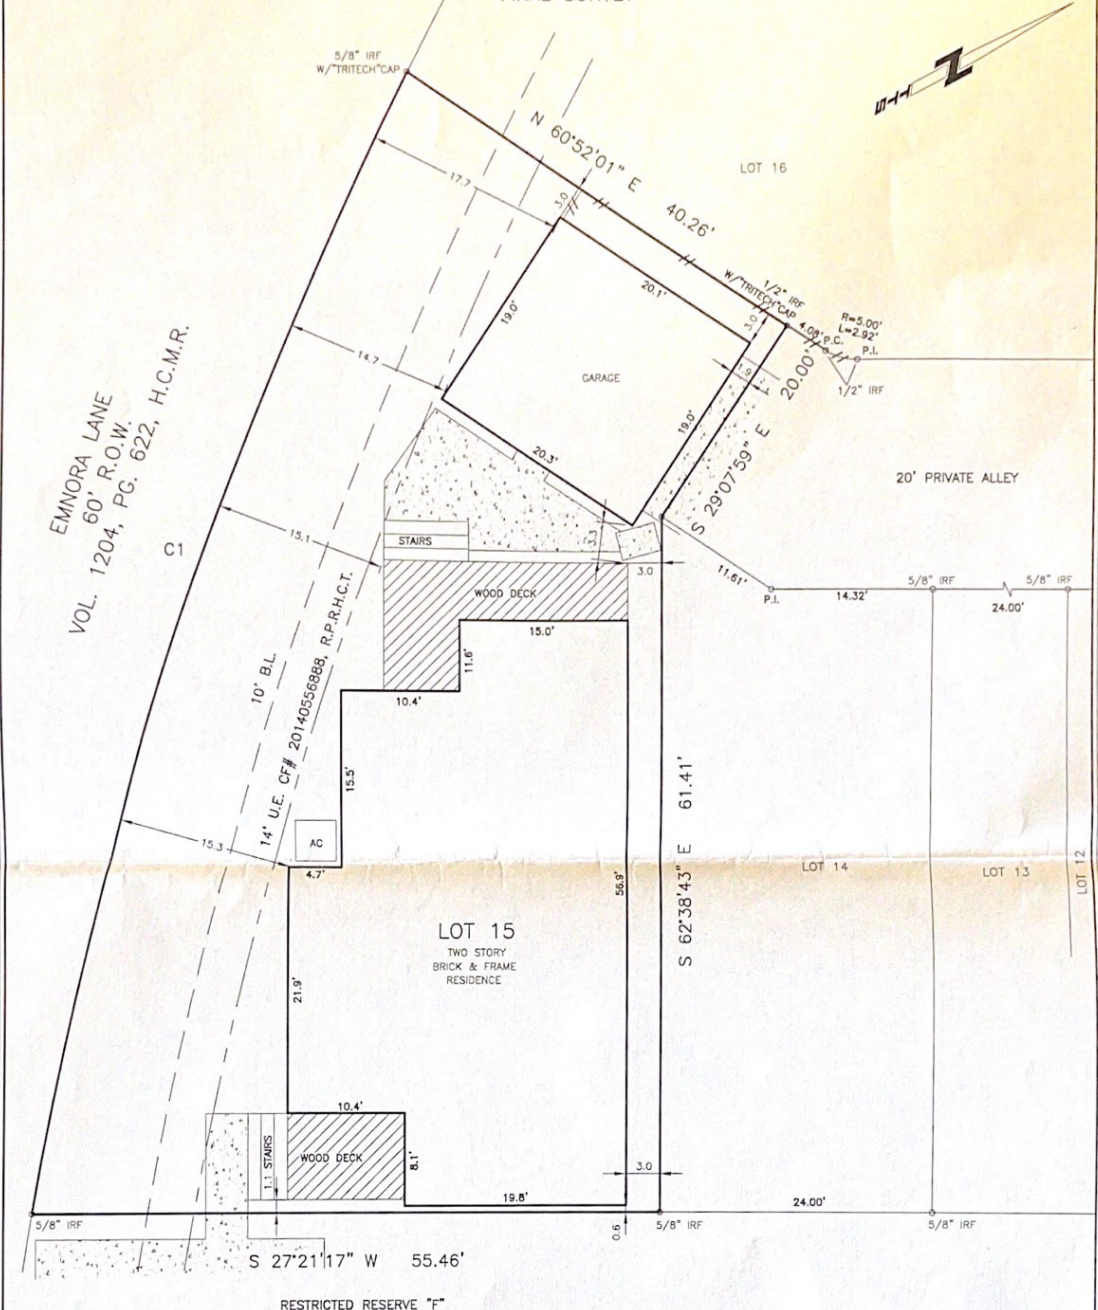 5/8" IRF
W/"TRITECH"CAP
N 60°52'01" E
40.26'
LOT 16
17.7
3.0
19.0'
20.1'
1/2" IRF
W/"TRITECH"CAP
3.0
4.08'
P.C.
R=5.00'
L=2.92'
P.I.
1/2" IRF
1.9
20.00'
S 29°07'59" E
GARAGE
14.7
19.0'
20.3'
EMNORA LANE
60' R.O.W.
VOL. 1204, PG. 622, H.C.M.R.
C1
20' PRIVATE ALLEY
15.1
STAIRS
3.3
3.0
11.61'
P.I.
14.32'
5/8" IRF
5/8" IRF
24.00'
WOOD DECK
15.0'
11.6'
10.4'
10' B.L.
14' U.E. CF# 20140556888, R.P.R.H.C.T.
15.5'
S 62°38'43" E
61.41'
15.3
AC
4.7'
56.9'
LOT 14
LOT 13
LOT 12
LOT 15
TWO STORY
BRICK & FRAME
RESIDENCE
21.9'
10.4'
1.1
STAIRS
WOOD DECK
8.1'
3.0
19.8'
24.00'
5/8" IRF
5/8" IRF
5/8" IRF
0.6
S 27°21'17" W
55.46'
RESTRICTED RESERVE "F"